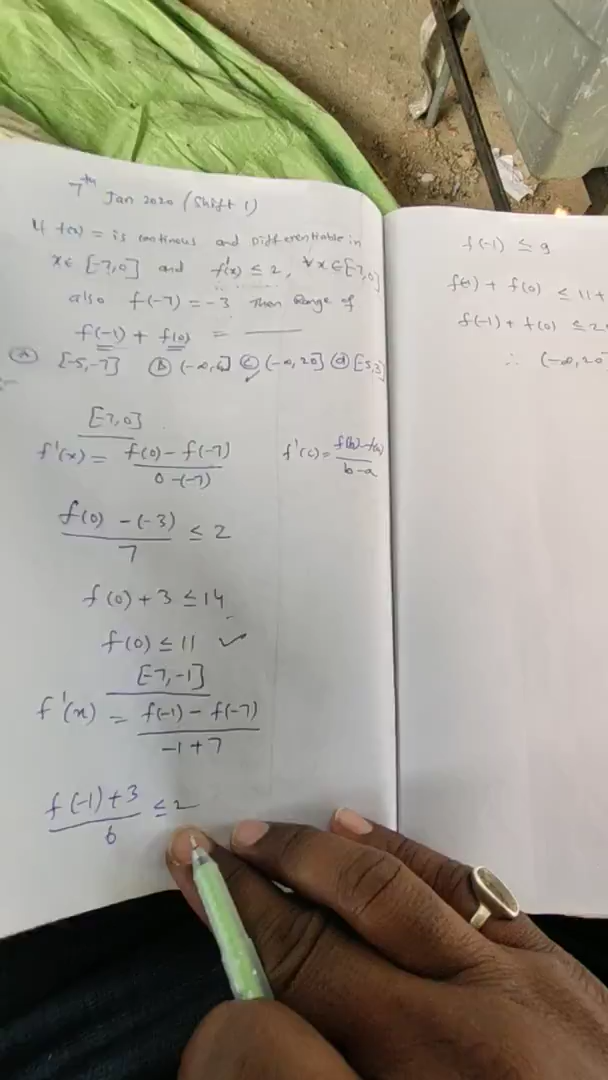 7th Jan 2020 (Shift 1)
If f(x) = is continous and Differentiable in
x ∈ [-7,0] and f'(x) ≤ 2, ∀ x ∈ [-7,0]
also f(-7) = -3 Then Range of
f(-1) + f(0) = ____
(a) [-5,-7] (b) (-∞,6] (c) (-∞,20] (d) [-5,3]
[-7,0]
f'(x) = f(0) - f(-7) / 0-(-7)
f'(c) = f(b)-f(a) / b-a
f(0) - (-3) / 7 ≤ 2
f(0) + 3 ≤ 14
f(0) ≤ 11 ✓
[-7,-1]
f'(x) = f(-1) - f(-7) / -1+7
f(-1)+3 / 6 ≤ 2
f(-1) ≤ 9
f(-1) + f(0) ≤ 11+
f(-1) + f(0) ≤ 20
∴ (-∞,20